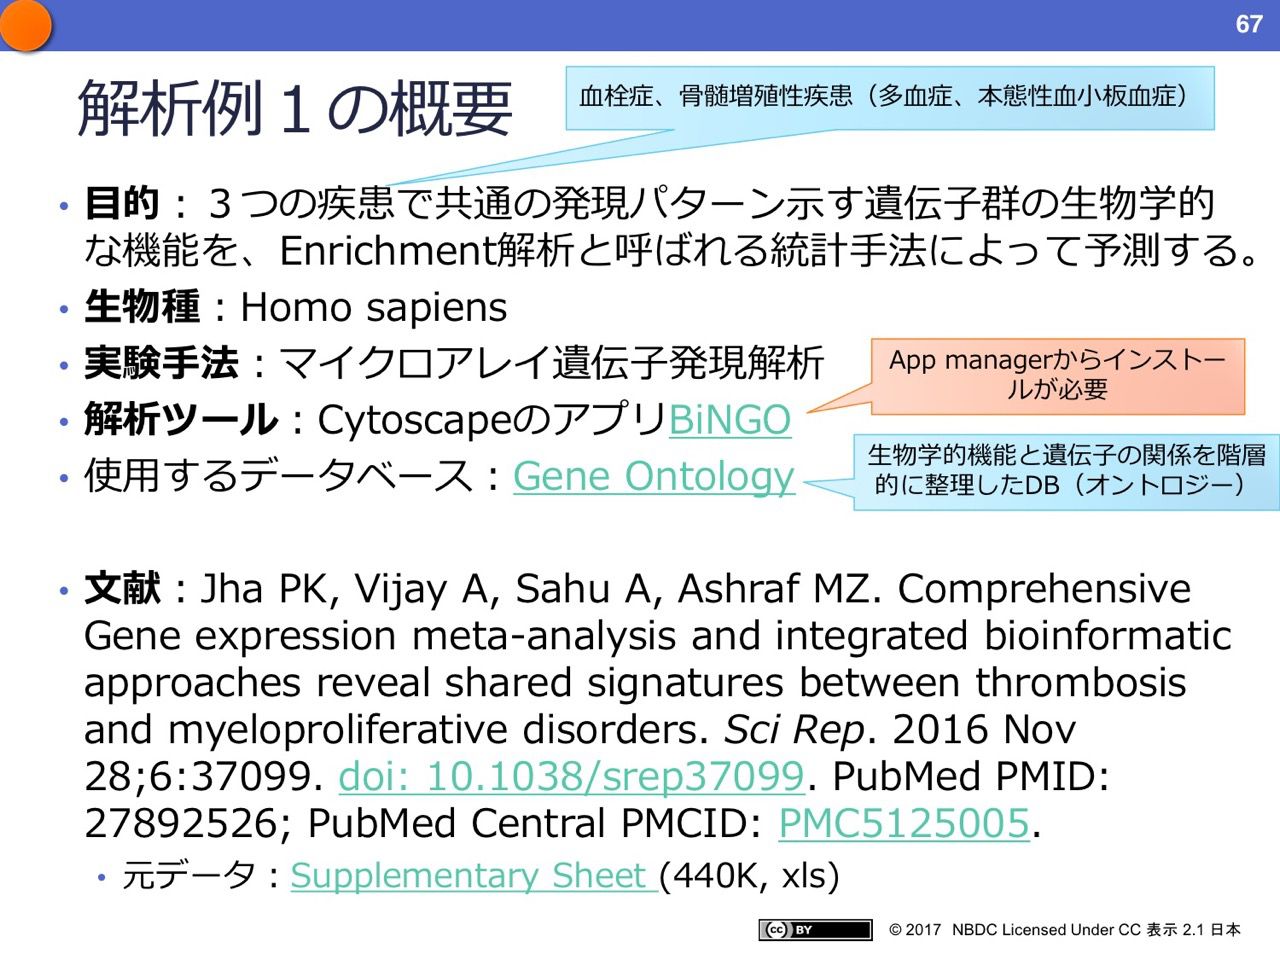 67
解析例１の概要
血栓症、骨髄増殖性疾患（多血症、本態性血小板血症）
• 目的：３つの疾患で共通の発現パターン示す遺伝子群の生物学的
な機能を、Enrichment解析と呼ばれる統計手法によって予測する。
• 生物種：Homo sapiens
• 実験手法：マイクロアレイ遺伝子発現解析
App managerからインストー
ルが必要
• 解析ツール：CytoscapeのアプリBiNGO
• 使用するデータベース：Gene Ontology
生物学的機能と遺伝子の関係を階層
的に整理したDB（オントロジー）
• 文献：Jha PK, Vijay A, Sahu A, Ashraf MZ. Comprehensive
Gene expression meta-analysis and integrated bioinformatic
approaches reveal shared signatures between thrombosis
and myeloproliferative disorders. Sci Rep. 2016 Nov
28;6:37099. doi: 10.1038/srep37099. PubMed PMID:
27892526; PubMed Central PMCID: PMC5125005.
• 元データ：Supplementary Sheet (440K, xls)
cc BY
© 2017 NBDC Licensed Under CC 表示 2.1 日本